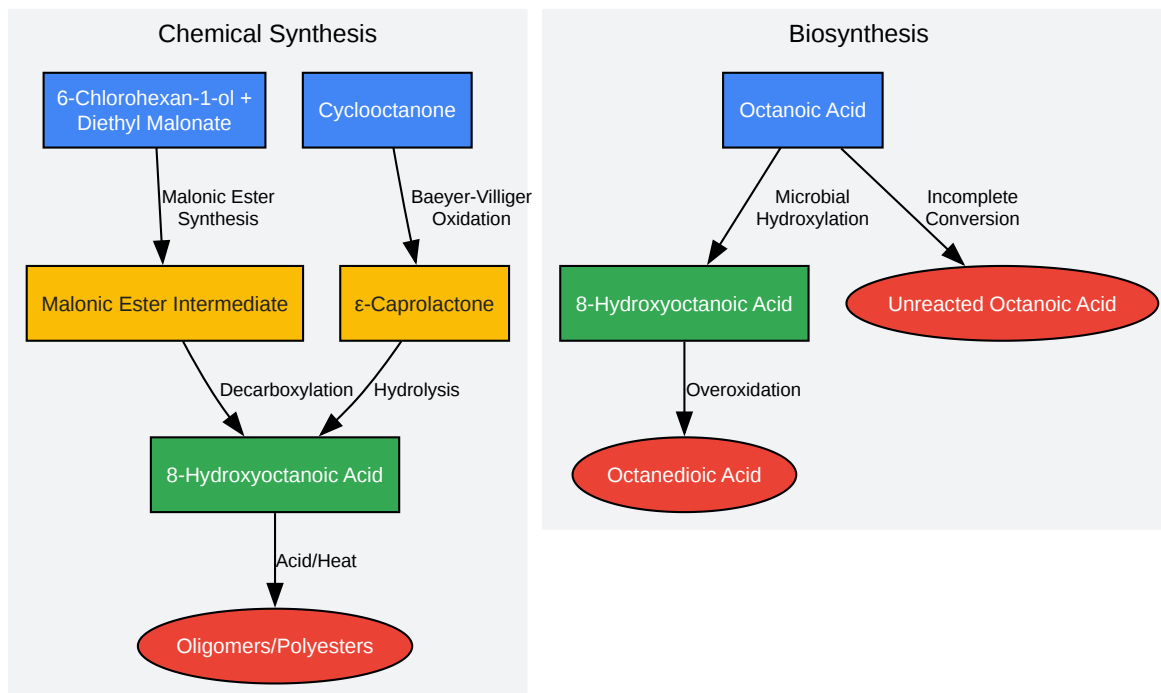 Chemical Synthesis
6-Chlorohexan-1-ol +
Diethyl Malonate
Cyclooctanone
Malonic Ester
Synthesis
Baeyer-Villiger
Oxidation
Malonic Ester Intermediate
ε-Caprolactone
Decarboxylation
Hydrolysis
8-Hydroxyoctanoic Acid
Acid/Heat
Oligomers/Polyesters
Biosynthesis
Octanoic Acid
Microbial
Hydroxylation
Incomplete
Conversion
8-Hydroxyoctanoic Acid
Unreacted Octanoic Acid
Overoxidation
Octanedioic Acid